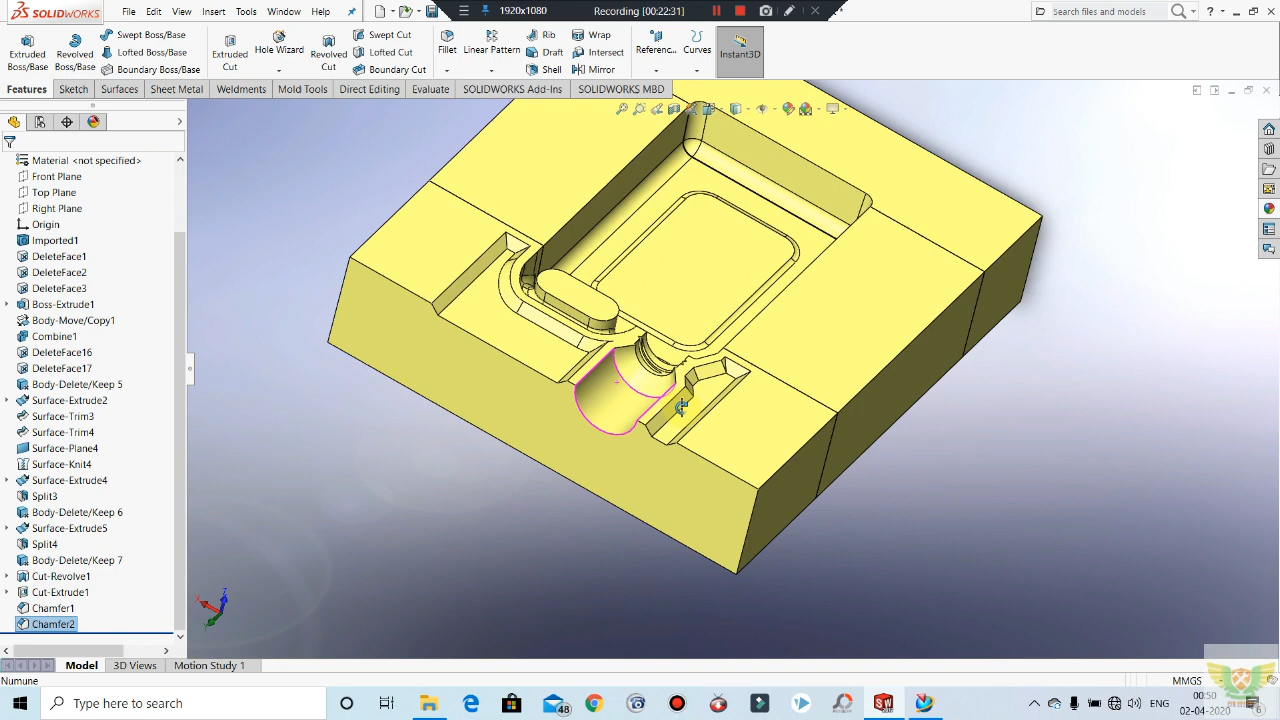 SOLIDWORKS
File
Edit
View
Insert
Tools
Window
Help
1920x1080
Recording [00:22:31]
Search files and models
Extruded Boss/Base
Revolved Boss/Base
Swept Boss/Base
Lofted Boss/Base
Boundary Boss/Base
Extruded Cut
Hole Wizard
Revolved Cut
Swept Cut
Lofted Cut
Boundary Cut
Fillet
Linear Pattern
Rib
Draft
Shell
Wrap
Intersect
Mirror
Referenc...
Curves
Instant3D
Features
Sketch
Surfaces
Sheet Metal
Weldments
Mold Tools
Direct Editing
Evaluate
SOLIDWORKS Add-Ins
SOLIDWORKS MBD
Material <not specified>
Front Plane
Top Plane
Right Plane
Origin
Imported1
DeleteFace1
DeleteFace2
DeleteFace3
Boss-Extrude1
Body-Move/Copy1
Combine1
DeleteFace16
DeleteFace17
Body-Delete/Keep 5
Surface-Extrude2
Surface-Trim3
Surface-Trim4
Surface-Plane4
Surface-Knit4
Surface-Extrude4
Split3
Body-Delete/Keep 6
Surface-Extrude5
Split4
Body-Delete/Keep 7
Cut-Revolve1
Cut-Extrude1
Chamfer1
Chamfer2
X
Y
Z
Model
3D Views
Motion Study 1
Numune
MMGS
Type here to search
48
SW
ENG
00:50
02-04-2020
6